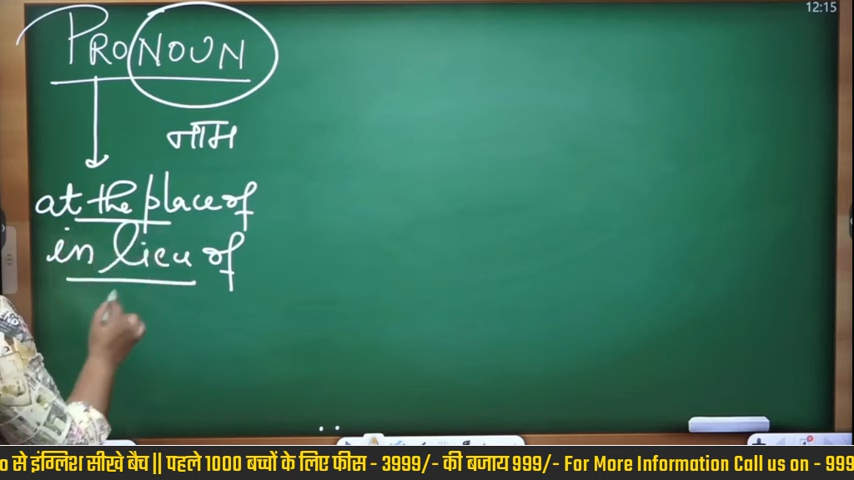 12:15
PRONOUN
नाम
at the place of
in lieu of
o से इंग्लिश सीखे बैच || पहले 1000 बच्चों के लिए फीस - 3999/- की बजाय 999/- For More Information Call us on - 999